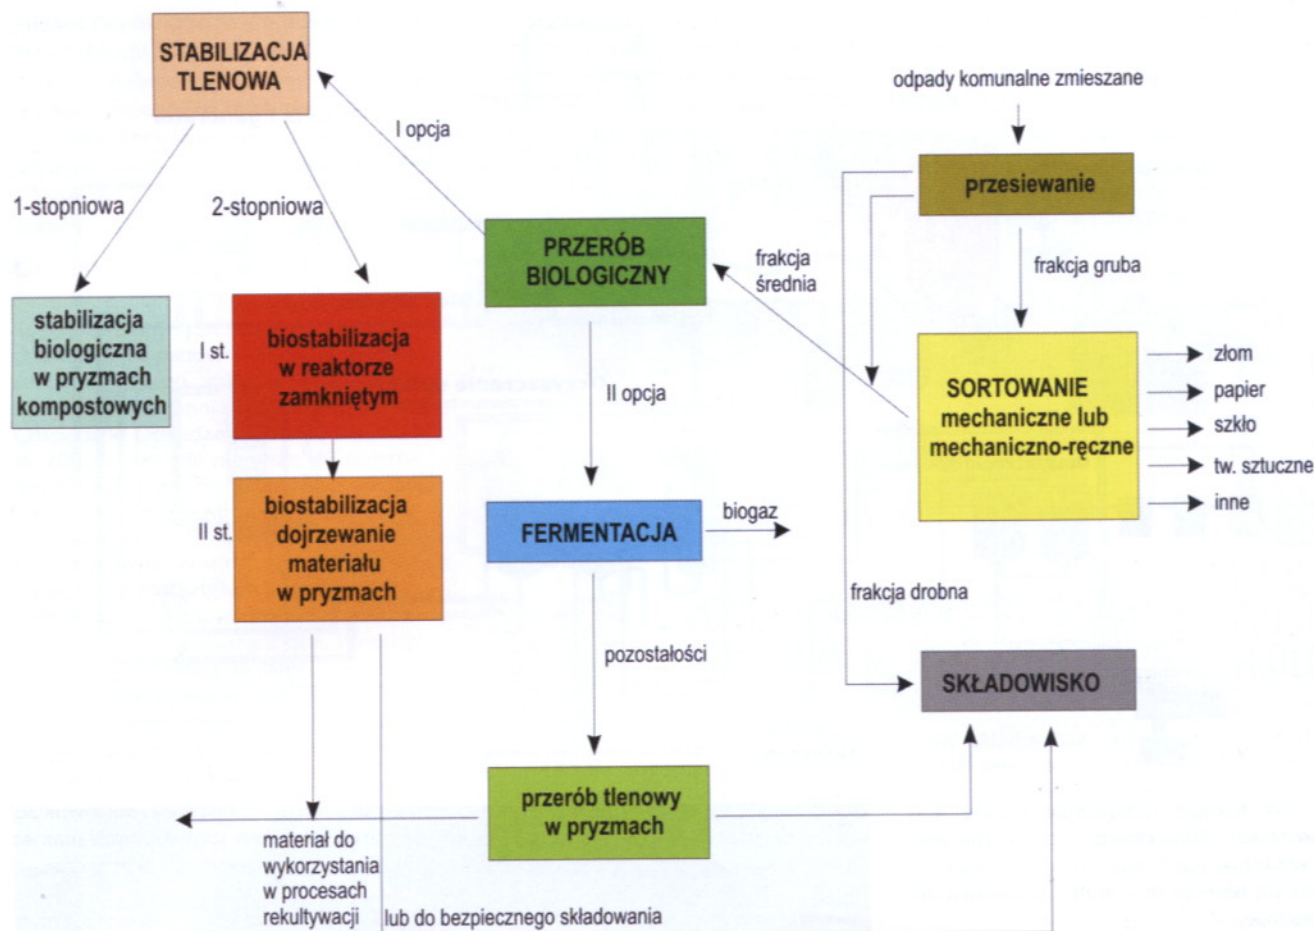 STABILIZACJA
TLENOWA
odpady komunalne zmieszane
I opcja
przesiewanie
1-stopniowa
2-stopniowa
PRZERÓB
BIOLOGICZNY
frakcja
średnia
frakcja gruba
stabilizacja
biologiczna
w pryzmach
kompostowych
I st.
biostabilizacja
w reaktorze
zamkniętym
II opcja
SORTOWANIE
mechaniczne lub
mechaniczno-ręczne
złom
papier
szkło
tw. sztuczne
inne
II st.
biostabilizacja
dojrzewanie
materiału
w pryzmach
FERMENTACJA
biogaz
frakcja drobna
pozostałości
SKŁADOWISKO
przerób tlenowy
w pryzmach
materiał do
wykorzystania
w procesach
rekultywacji
lub do bezpiecznego składowania